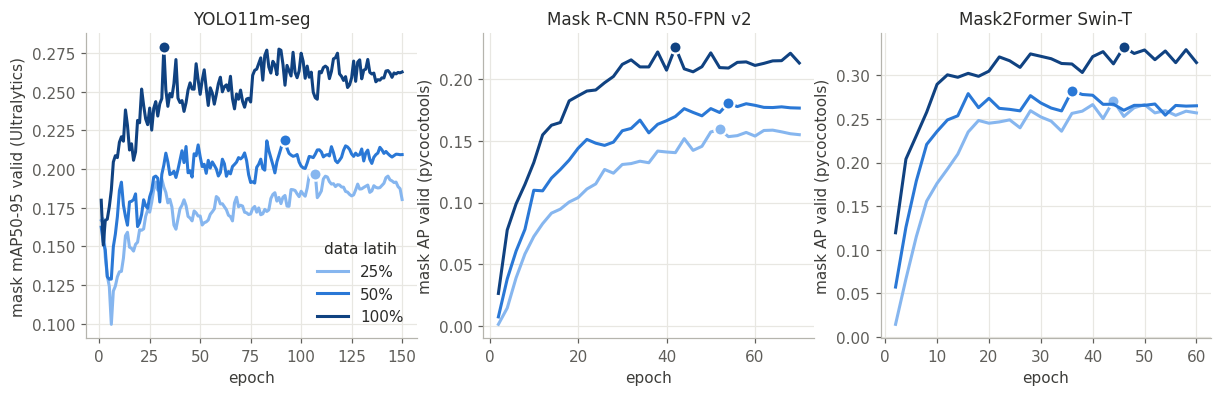 YOLO11m-seg
mask mAP50-95 valid (Ultralytics)
0.275
0.250
0.225
0.200
0.175
0.150
0.125
0.100
data latih
25%
50%
100%
0 25 50 75 100 125 150
epoch
Mask R-CNN R50-FPN v2
mask AP valid (pycocotools)
0.20
0.15
0.10
0.05
0.00
0 20 40 60
epoch
Mask2Former Swin-T
mask AP valid (pycocotools)
0.30
0.25
0.20
0.15
0.10
0.05
0.00
0 10 20 30 40 50 60
epoch